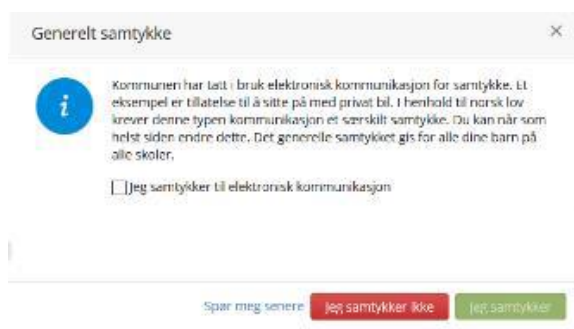 Generelt samtykke
Kommunen har tatt i bruk elektronisk kommunikasjon for samtykke. Et
eksempel er tillatelse til å sitte på med privat bil. I henhold til norsk lov
krever denne typen kommunikasjon et særskilt samtykke. Du kan når som
helst siden endre dette. Det generelle samtykket gis for alle dine barn på
alle skoler.
Jeg samtykker til elektronisk kommunikasjon
Spør meg senere Jeg samtykker ikke Jeg samtykker